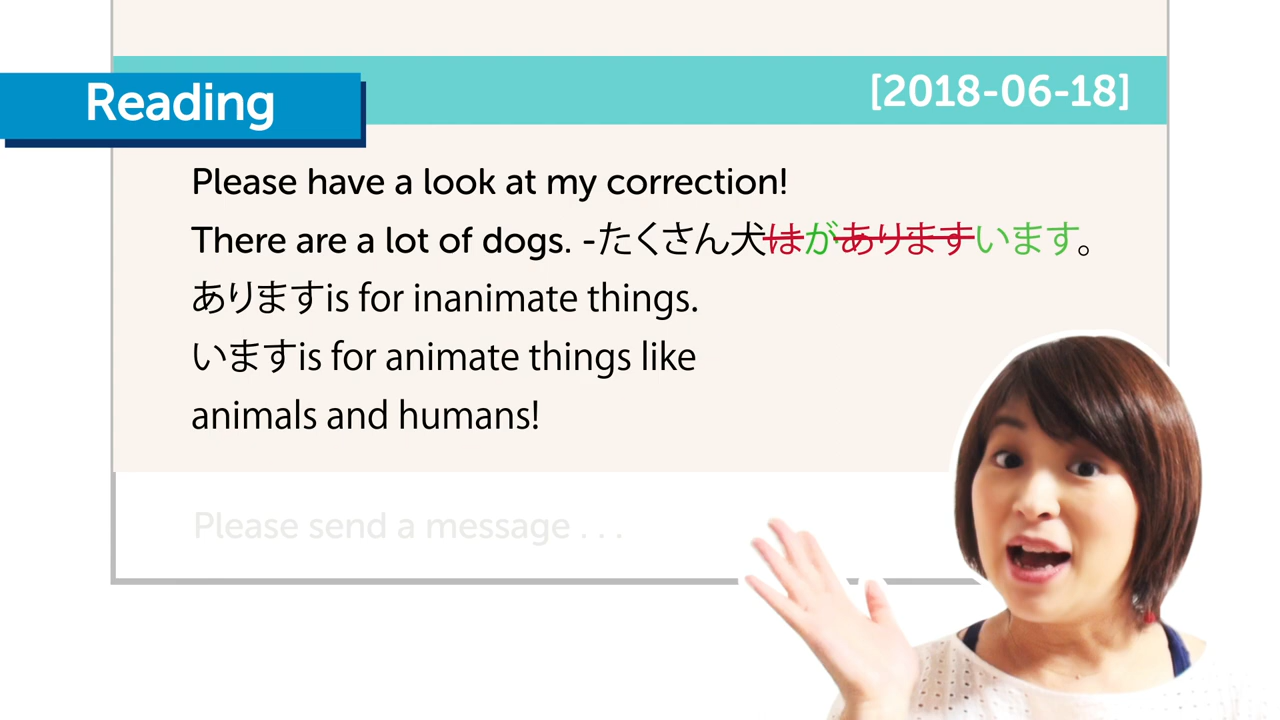 [2018-06-18]
Reading
Please have a look at my correction!
There are a lot of dogs. -たくさん犬はがありますいます。
ありますis for inanimate things.
いますis for animate things like
animals and humans!
Please send a message . . .